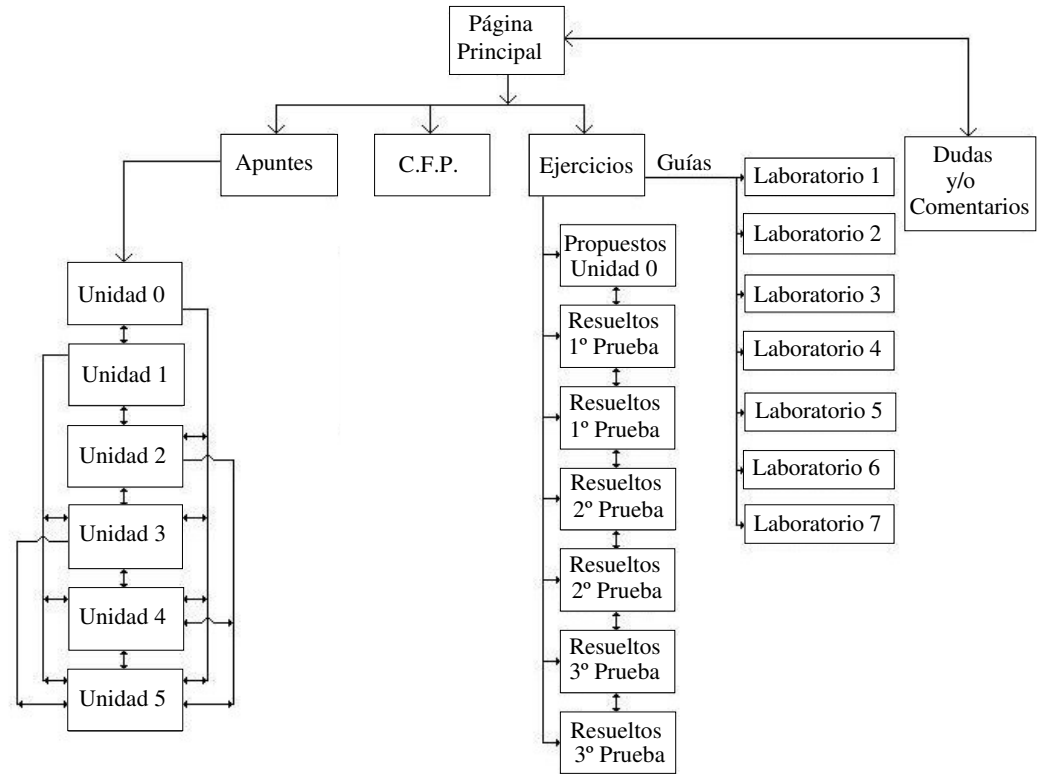 Página
Principal
Apuntes
C.F.P.
Ejercicios
Guías
Dudas
y/o
Comentarios
Unidad 0
Unidad 1
Unidad 2
Unidad 3
Unidad 4
Unidad 5
Propuestos
Unidad 0
Resueltos
1º Prueba
Resueltos
1º Prueba
Resueltos
2º Prueba
Resueltos
2º Prueba
Resueltos
3º Prueba
Resueltos
3º Prueba
Laboratorio 1
Laboratorio 2
Laboratorio 3
Laboratorio 4
Laboratorio 5
Laboratorio 6
Laboratorio 7